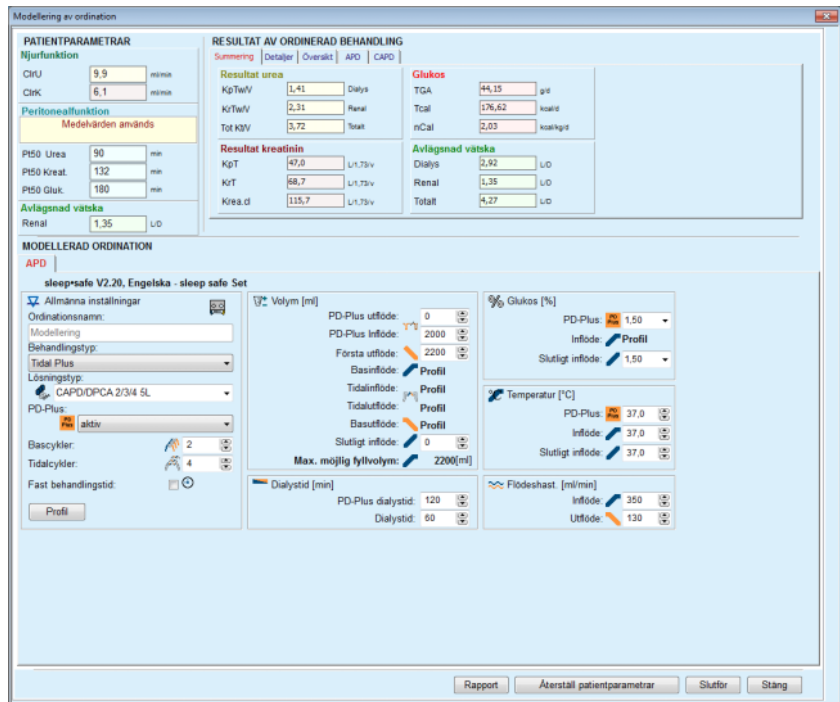 Modellering av ordination
PATIENTPARAMETRAR
Njurfunktion
ClrU 9,9 ml/min
ClrK 6,1 ml/min
Peritonealfunktion
Medelvärden används
Pt50 Urea 90 min
Pt50 Kreat. 132 min
Pt50 Gluk. 180 min
Avlägsnad vätska
Renal 1,35 L/D
RESULTAT AV ORDINERAD BEHANDLING
Summering Detaljer Översikt APD CAPD
Resultat urea
KpTw/V 1,41 Dialys
KrTw/V 2,31 Renal
Tot Kt/V 3,72 Totalt
Glukos
TGA 44,15 g/d
Tcal 176,62 kcal/d
nCal 2,03 kcal/kg/d
Resultat kreatinin
KpT 47,0 L/1,73/v
KrT 68,7 L/1,73/v
Krea.cl 115,7 L/1,73/v
Avlägsnad vätska
Dialys 2,92 L/D
Renal 1,35 L/D
Totalt 4,27 L/D
MODELLERAD ORDINATION
APD
sleep•safe V2.20, Engelska - sleep safe Set
Allmänna inställningar
Ordinationsnamn:
Modellering
Behandlingstyp:
Tidal Plus
Lösningstyp:
CAPD/DPCA 2/3/4 5L
PD-Plus:
PD Plus aktiv
Bascykler: 2
Tidalcykler: 4
Fast behandlingstid:
Profil
Volym [ml]
PD-Plus utflöde: 0
PD-Plus Inflöde: 2000
Första utflöde: 2200
Basinflöde: Profil
Tidalinflöde: Profil
Tidalutflöde: Profil
Basutflöde: Profil
Slutligt inflöde: 0
Max. möjlig fyllvolym: 2200[ml]
Dialystid [min]
PD-Plus dialystid: 120
Dialystid: 60
Glukos [%]
PD-Plus: PD Plus 1,50
Inflöde: Profil
Slutligt inflöde: 1,50
Temperatur [°C]
PD-Plus: PD Plus 37,0
Inflöde: 37,0
Slutligt inflöde: 37,0
Flödeshast. [ml/min]
Inflöde: 350
Utflöde: 130
Rapport Återställ patientparametrar Slutför Stäng